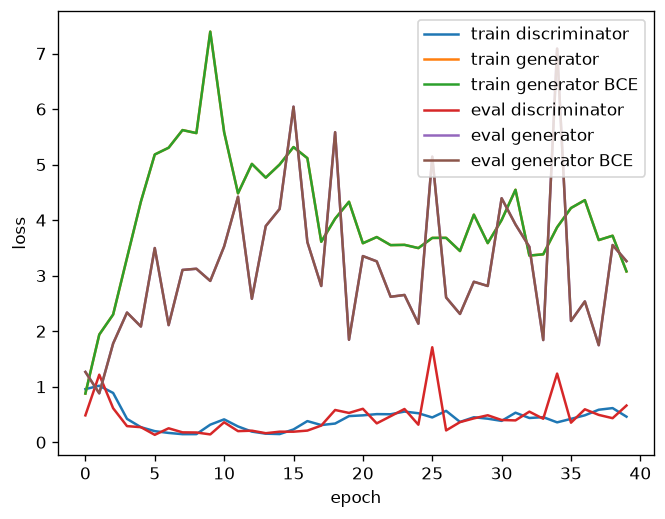 train discriminator
train generator
train generator BCE
eval discriminator
eval generator
eval generator BCE
7
6
5
4
3
2
1
0
loss
0 5 10 15 20 25 30 35 40
epoch